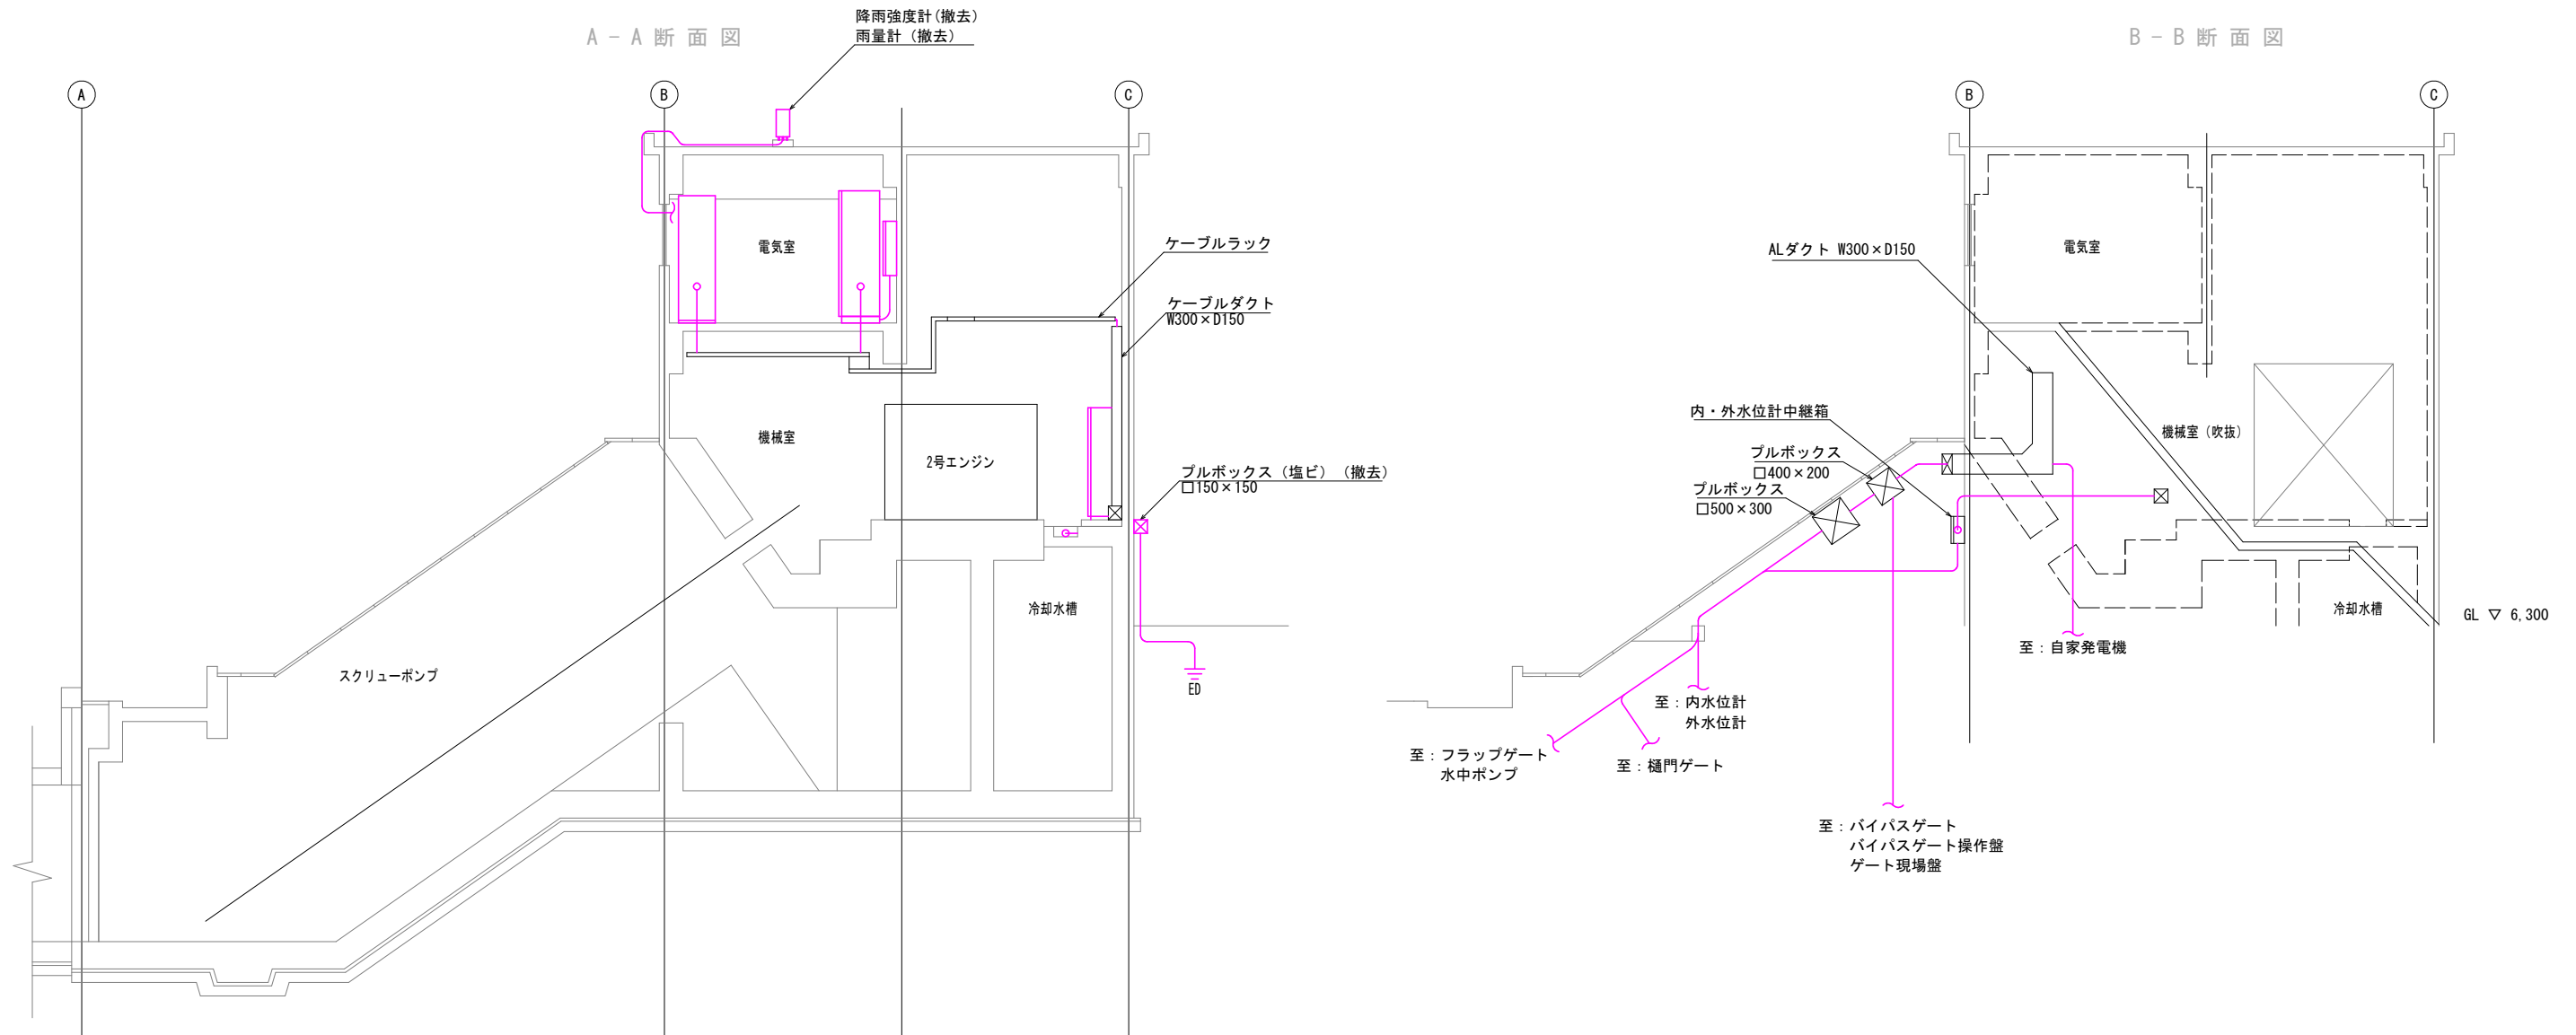 A － A 断 面 図
降雨強度計(撤去)
雨量計（撤去）
A
B
C
電気室
ケーブルラック
ケーブルダクト
W300×D150
機械室
2号エンジン
プルボックス（塩ビ）（撤去）
□150×150
冷却水槽
スクリューポンプ
ED
B － B 断 面 図
B
C
ALダクト W300×D150
電気室
内・外水位計中継箱
機械室（吹抜）
プルボックス
□400×200
プルボックス
□500×300
冷却水槽
GL ▽ 6,300
至：自家発電機
至：内水位計
外水位計
至：フラップゲート
水中ポンプ
至：樋門ゲート
至：バイパスゲート
バイパスゲート操作盤
ゲート現場盤